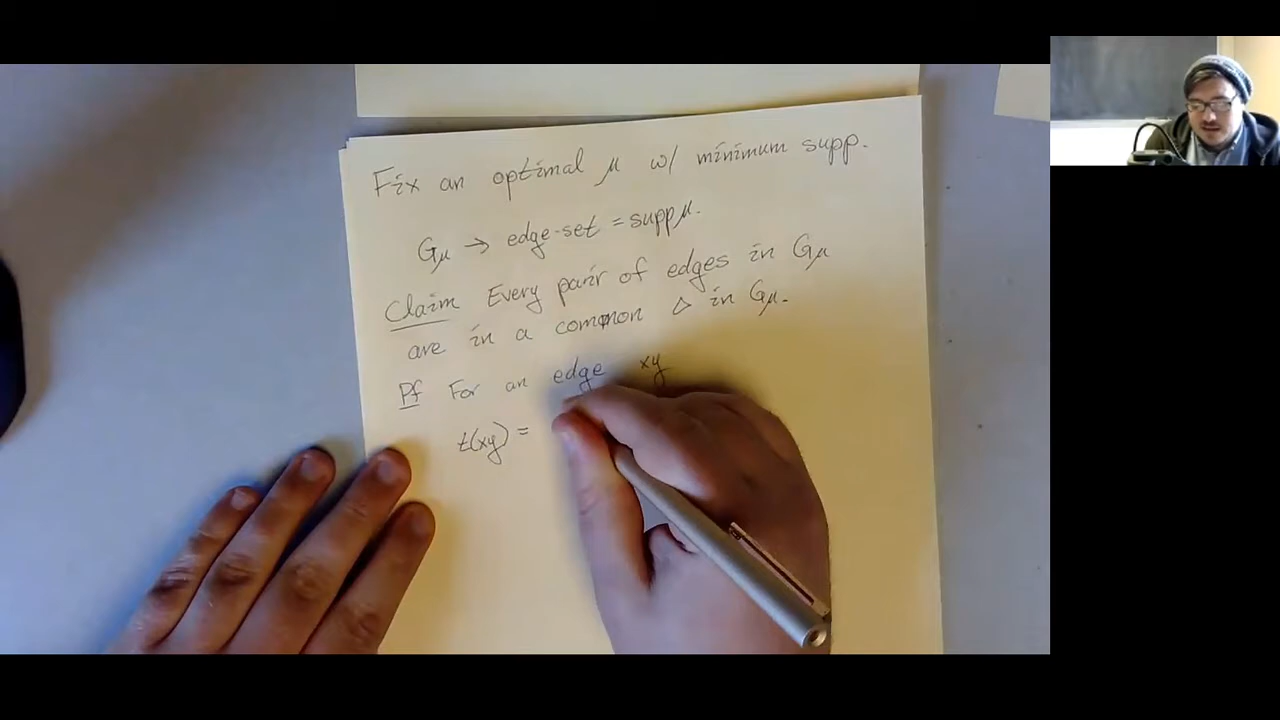 Fix an optimal μ w/ minimum supp.
Gμ → edge-set = supp μ.
Claim Every pair of edges in Gμ
are in a common △ in Gμ.
Pf For an edge xy
t(xy) =